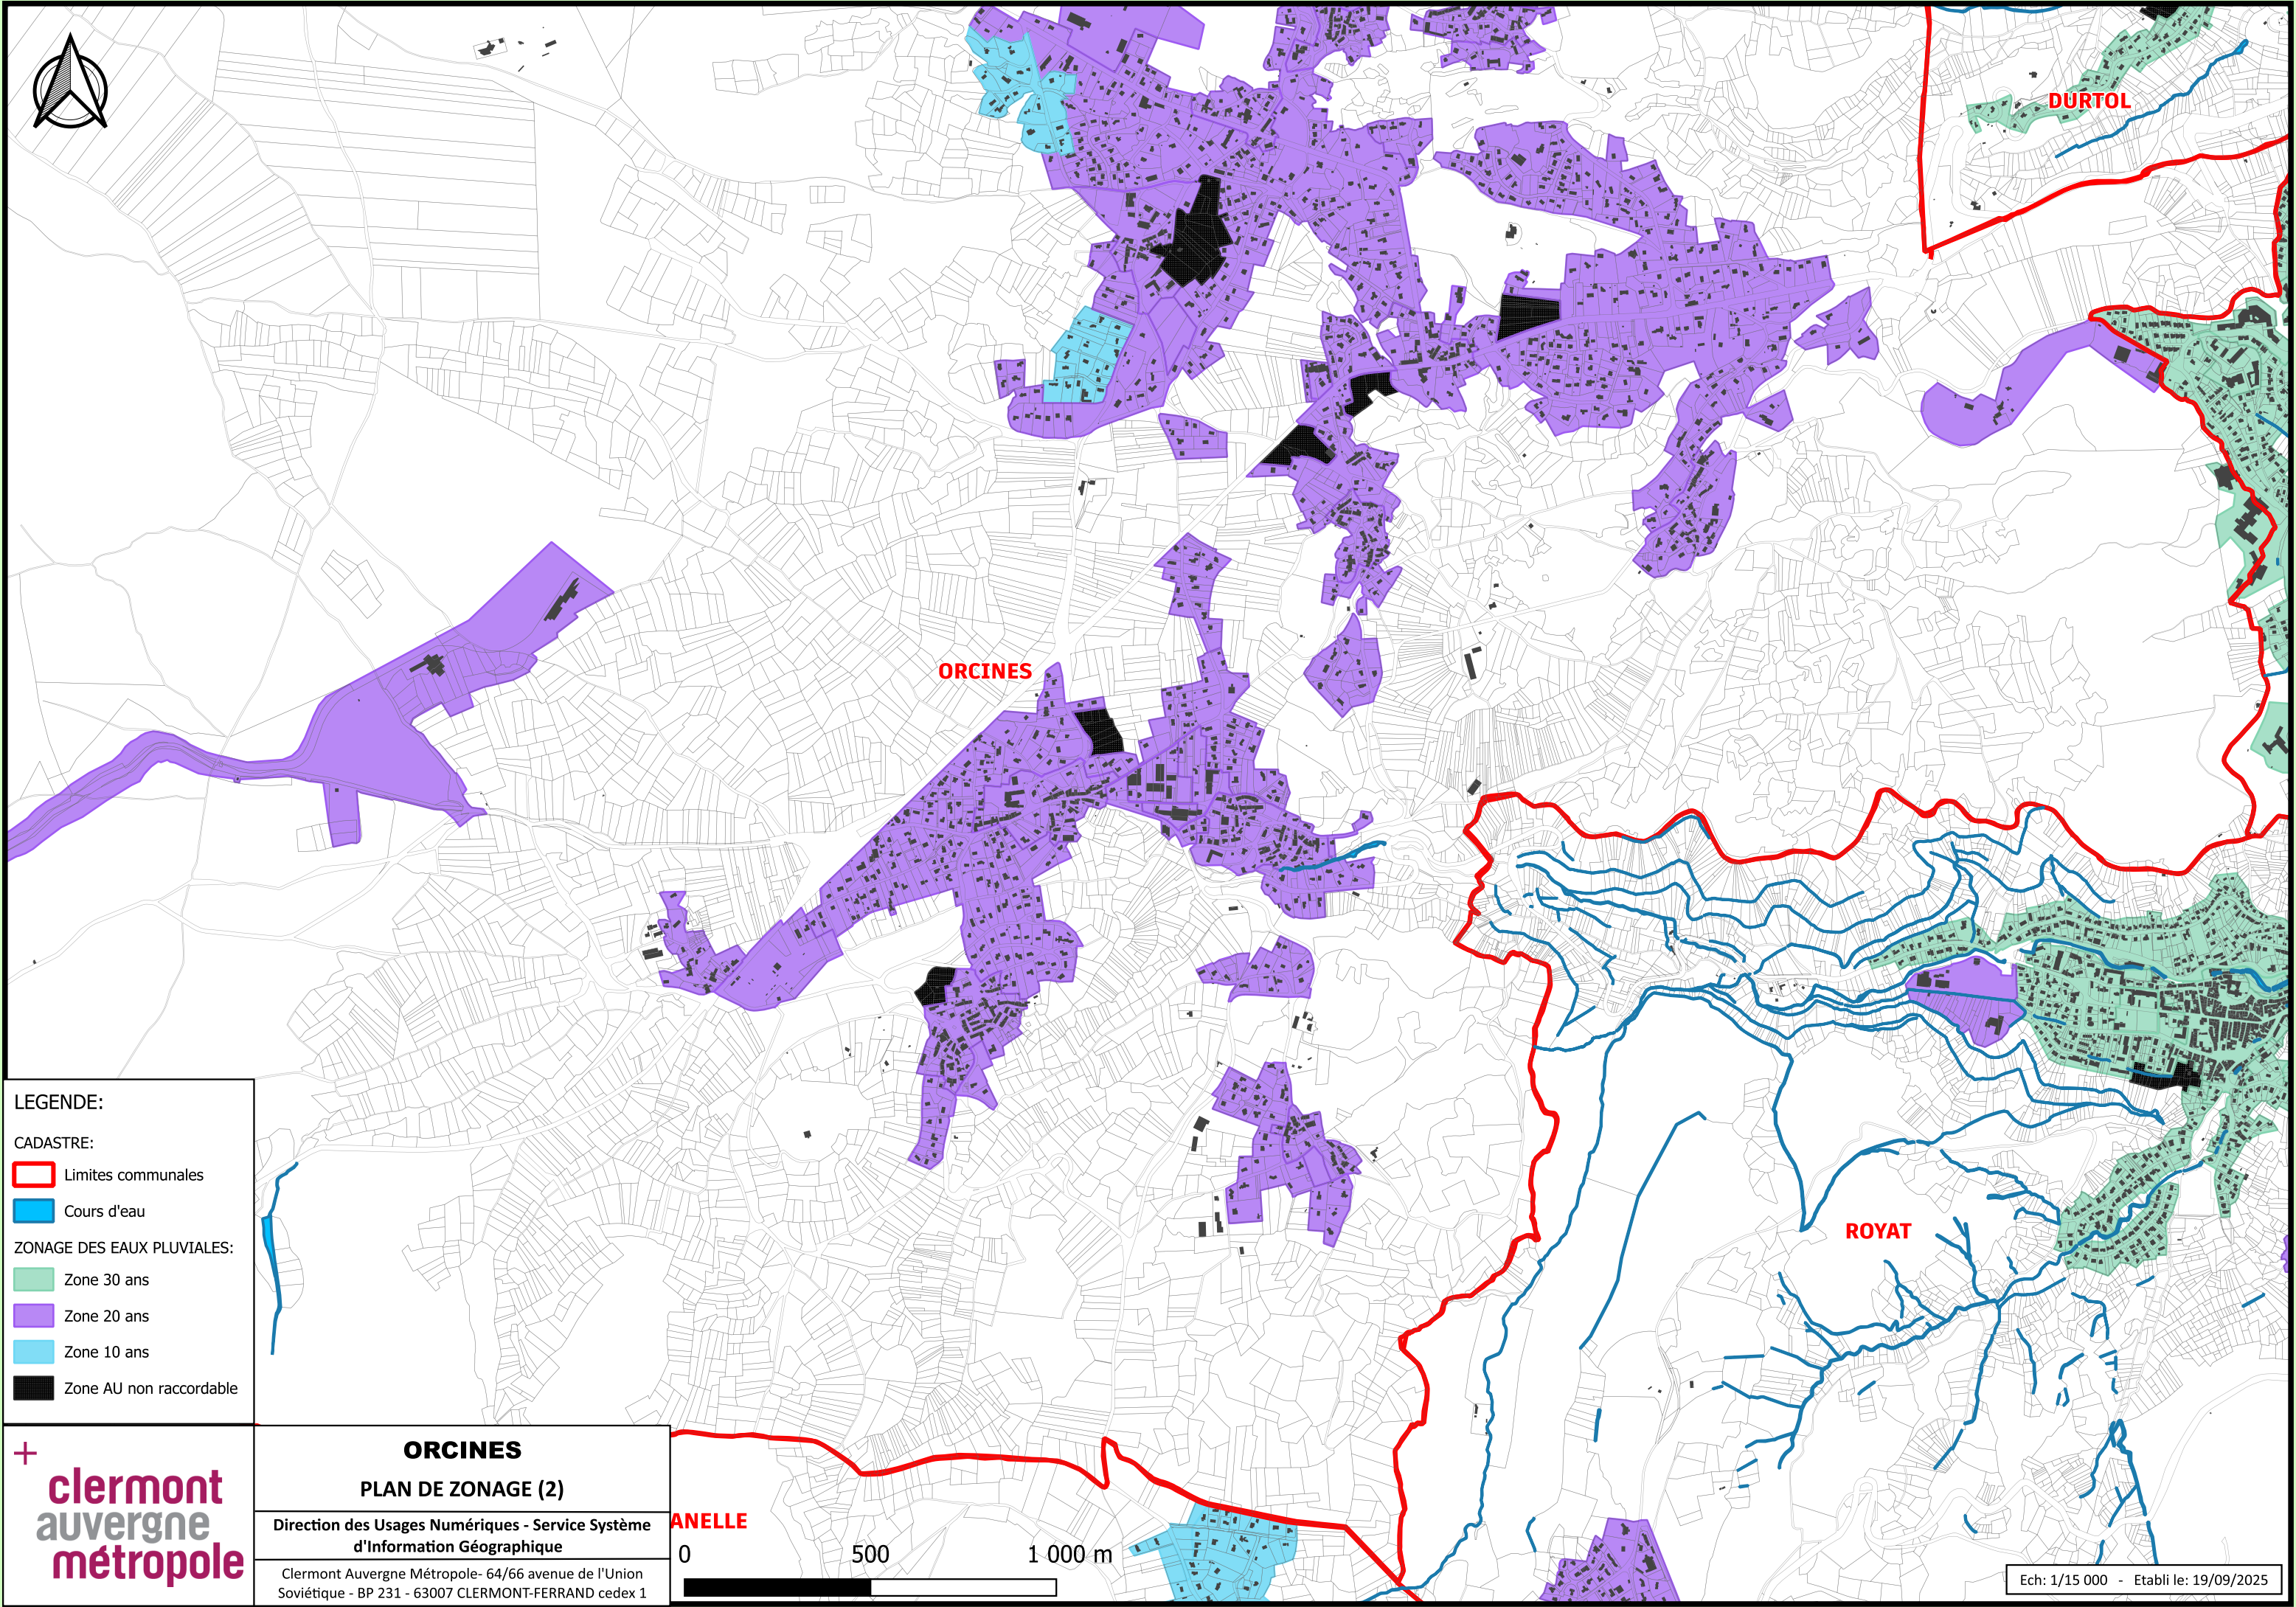 DURTOL
ORCINES
ROYAT
ANELLE
LEGENDE:
CADASTRE:
Limites communales
Cours d'eau
ZONAGE DES EAUX PLUVIALES:
Zone 30 ans
Zone 20 ans
Zone 10 ans
Zone AU non raccordable
+
clermont
auvergne
métropole
ORCINES
PLAN DE ZONAGE (2)
Direction des Usages Numériques - Service Système
d'Information Géographique
Clermont Auvergne Métropole- 64/66 avenue de l'Union
Soviétique - BP 231 - 63007 CLERMONT-FERRAND cedex 1
0 500 1 000 m
Ech: 1/15 000 - Etabli le: 19/09/2025